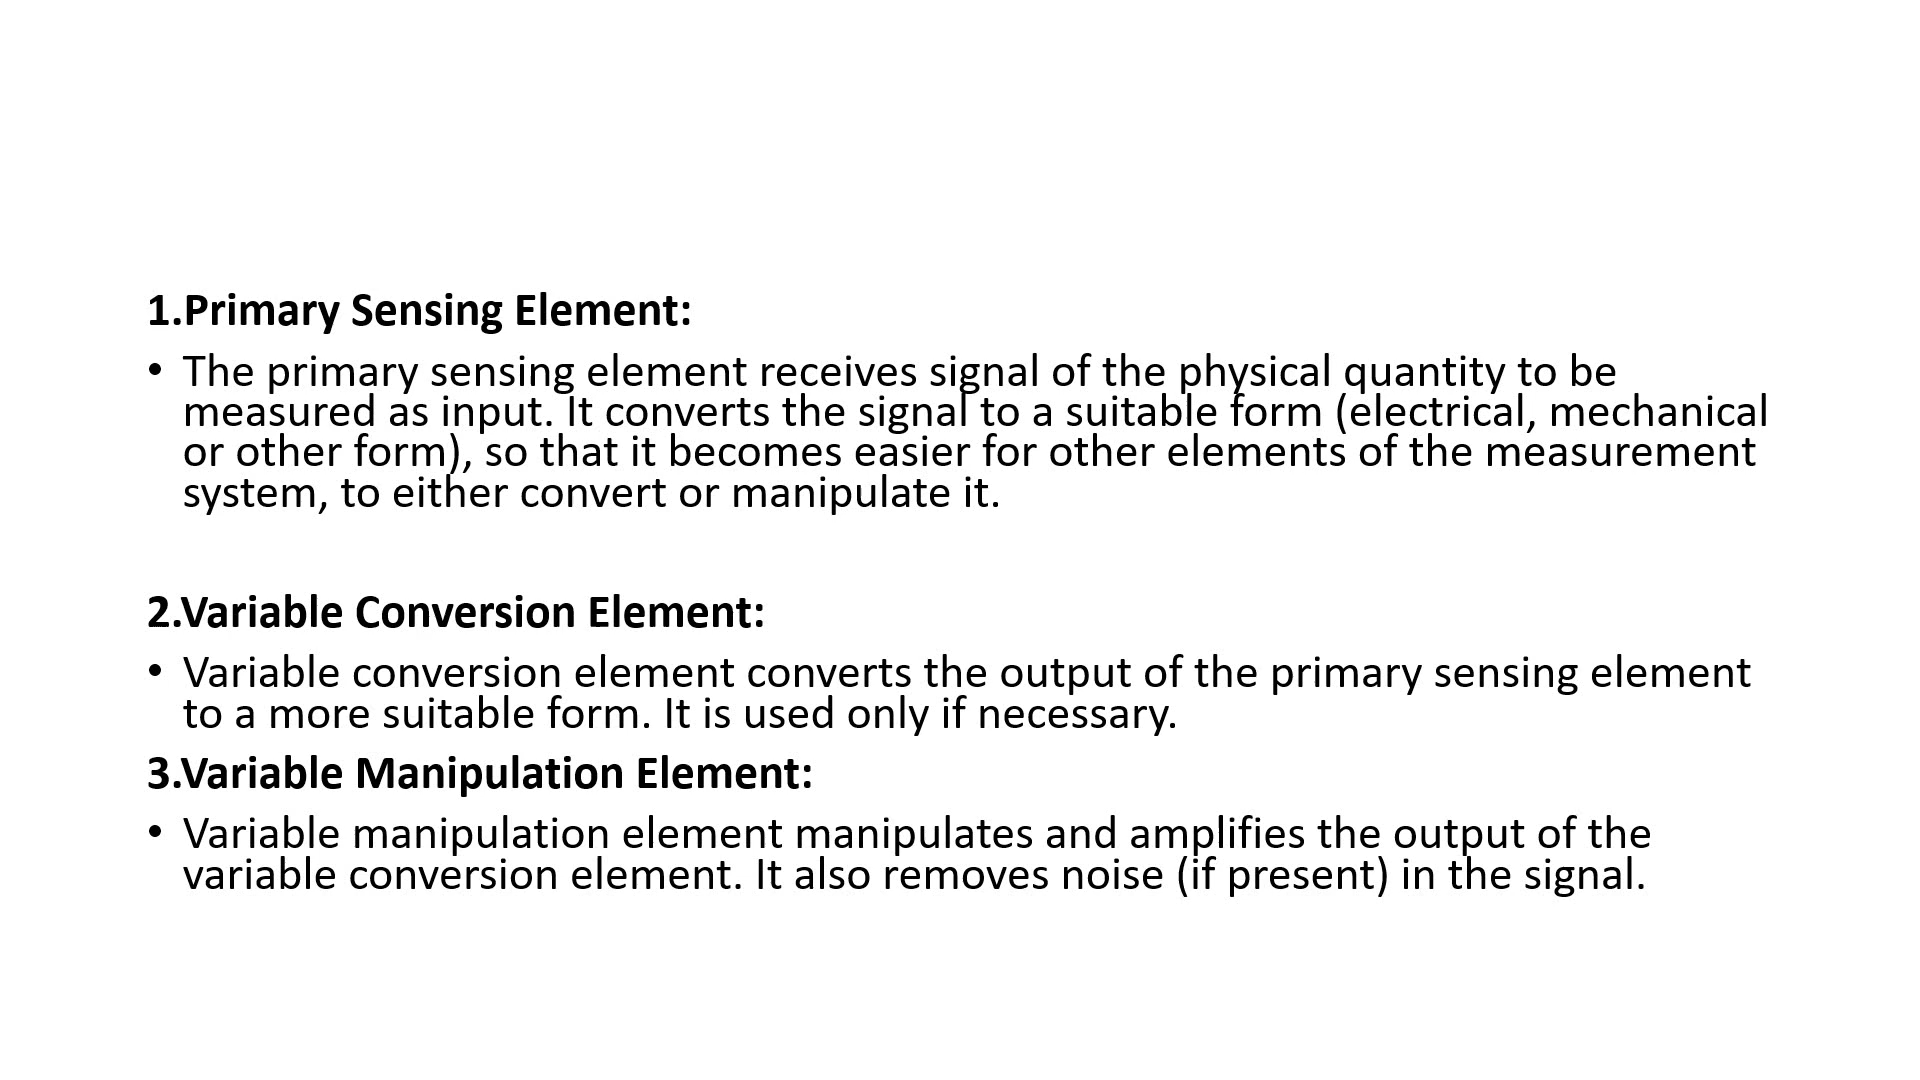 1.Primary Sensing Element:
• The primary sensing element receives signal of the physical quantity to be
measured as input. It converts the signal to a suitable form (electrical, mechanical
or other form), so that it becomes easier for other elements of the measurement
system, to either convert or manipulate it.
2.Variable Conversion Element:
• Variable conversion element converts the output of the primary sensing element
to a more suitable form. It is used only if necessary.
3.Variable Manipulation Element:
• Variable manipulation element manipulates and amplifies the output of the
variable conversion element. It also removes noise (if present) in the signal.